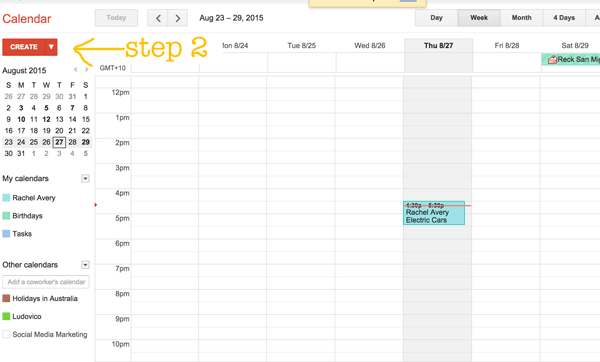 Calendar
Today
Aug 23 – 29, 2015
Day
Week
Month
4 Days
CREATE
step 2
Mon 8/24
Tue 8/25
Wed 8/26
Thu 8/27
Fri 8/28
Sat 8/29
GMT+10
Reck San Mig
August 2015
S M T W T F S
26 27 28 29 30 31 1
2 3 4 5 6 7 8
9 10 11 12 13 14 15
16 17 18 19 20 21 22
23 24 25 26 27 28 29
30 31 1 2 3 4 5
12pm
1pm
2pm
3pm
4pm
5pm
6pm
7pm
8pm
9pm
10pm
4:30p - 5:30p
Rachel Avery
Electric Cars
My calendars
Rachel Avery
Birthdays
Tasks
Other calendars
Add a coworker's calendar
Holidays in Australia
Ludovico
Social Media Marketing